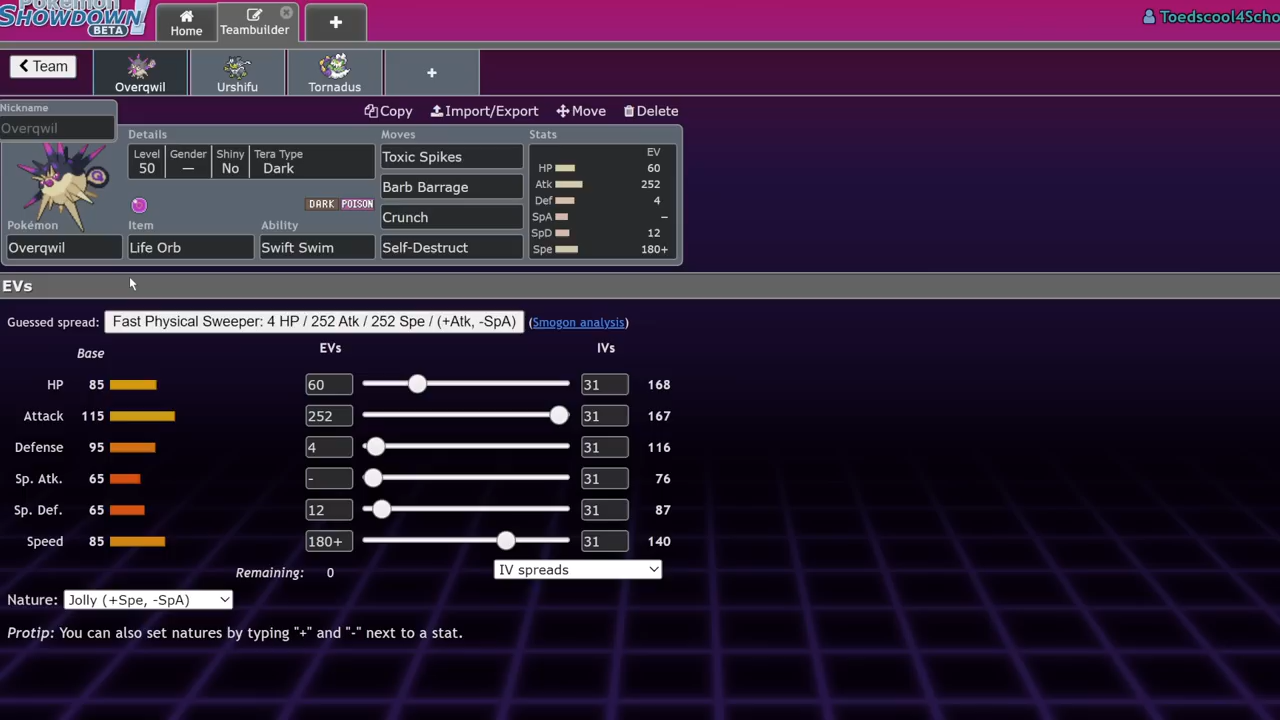 Pokémon
SHOWDOWN!
BETA
Home
Teambuilder
+
Toedscool4Scho
Team
Overqwil
Urshifu
Tornadus
+
Nickname
Overqwil
Copy
Import/Export
Move
Delete
Details
Level
50
Gender
—
Shiny
No
Tera Type
Dark
DARK POISON
Pokémon
Overqwil
Item
Life Orb
Ability
Swift Swim
Moves
Toxic Spikes
Barb Barrage
Crunch
Self-Destruct
Stats
EV
HP 60
Atk 252
Def 4
SpA –
SpD 12
Spe 180+
EVs
Guessed spread: Fast Physical Sweeper: 4 HP / 252 Atk / 252 Spe / (+Atk, -SpA) (Smogon analysis)
Base EVs IVs
HP 85 60 31 168
Attack 115 252 31 167
Defense 95 4 31 116
Sp. Atk. 65 - 31 76
Sp. Def. 65 12 31 87
Speed 85 180+ 31 140
Remaining: 0
IV spreads
Nature: Jolly (+Spe, -SpA)
Protip: You can also set natures by typing "+" and "-" next to a stat.